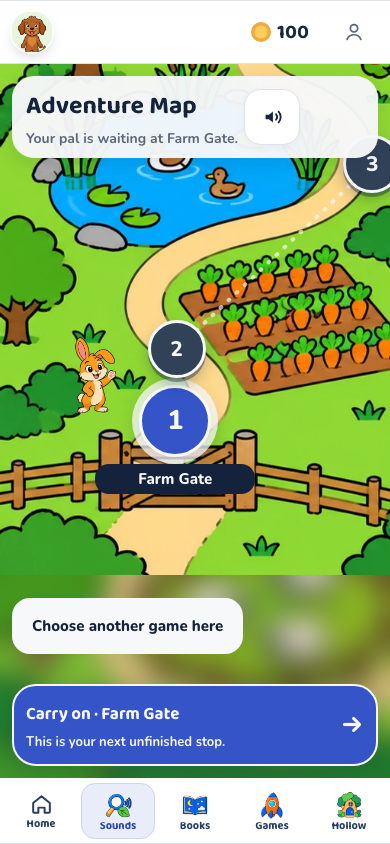 100
Adventure Map
Your pal is waiting at Farm Gate.
3
2
1
Farm Gate
Choose another game here
Carry on · Farm Gate
This is your next unfinished stop.
Home
Sounds
Books
Games
Hollow